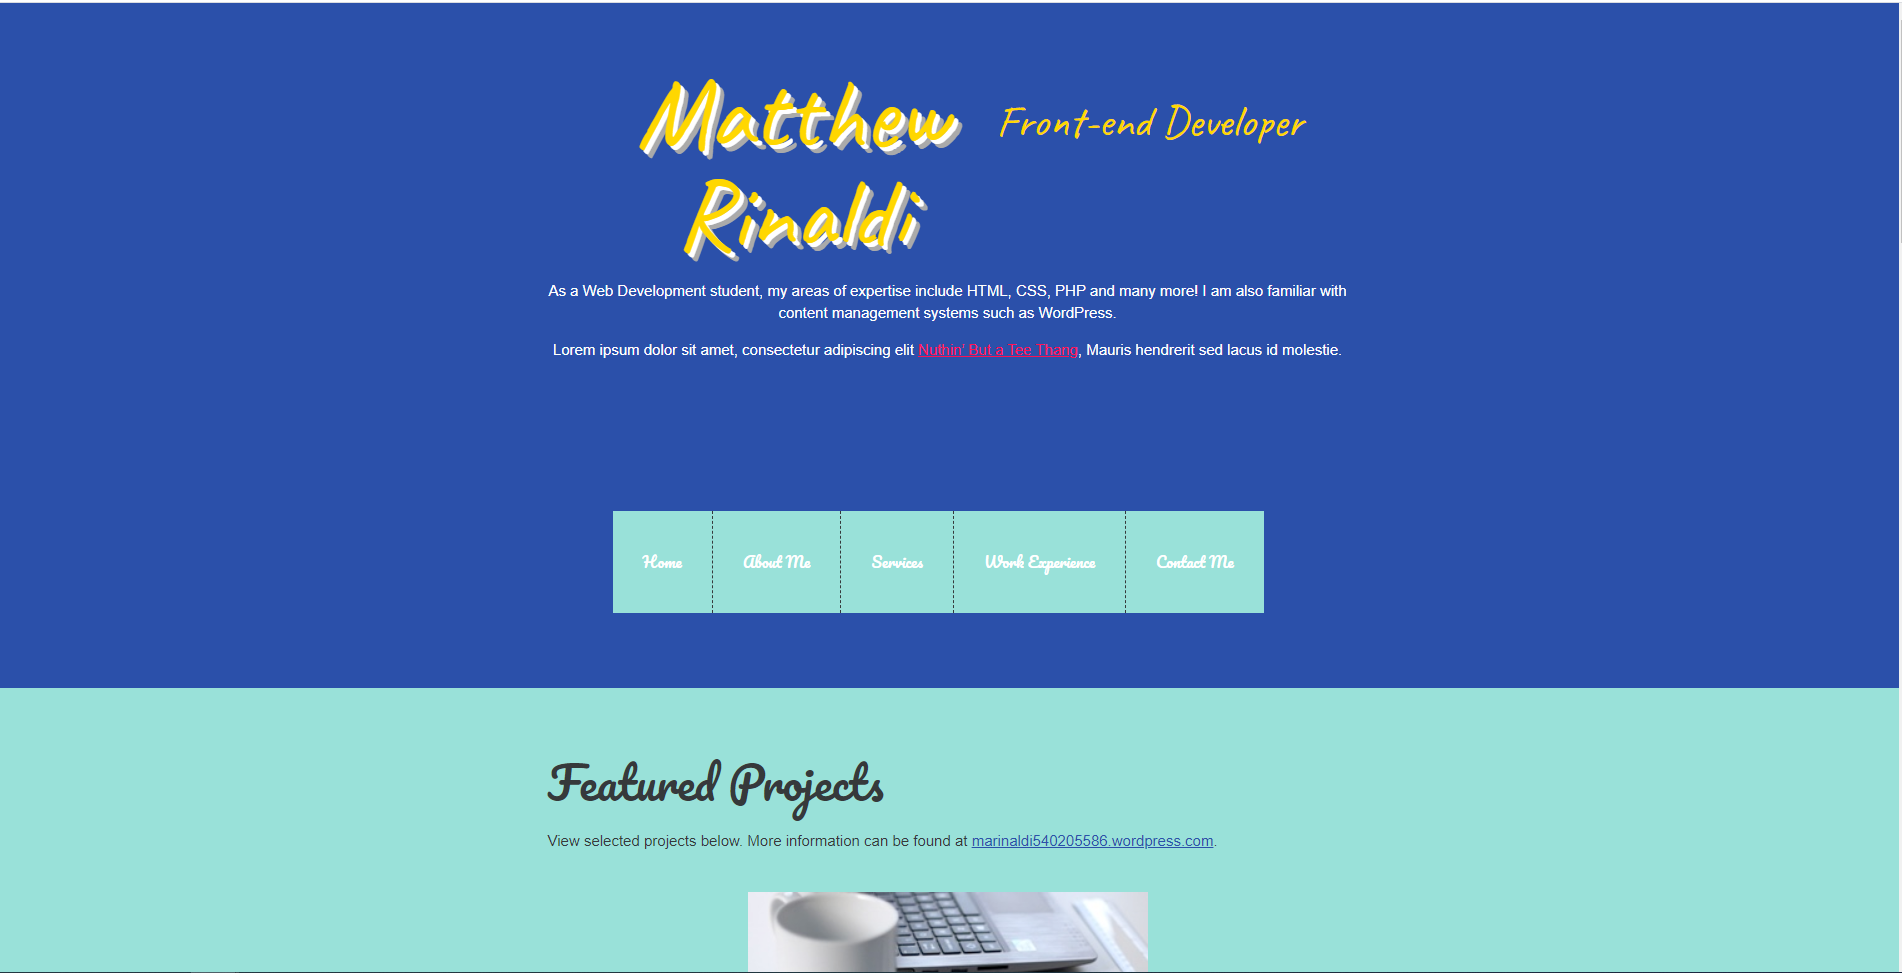 Matthew
Rinaldi
Front-end Developer
As a Web Development student, my areas of expertise include HTML, CSS, PHP and many more! I am also familiar with
content management systems such as WordPress.
Lorem ipsum dolor sit amet, consectetur adipiscing elit Nuthin' But a Tee Thang, Mauris hendrerit sed lacus id molestie.
Home
About Me
Services
Work Experience
Contact Me
Featured Projects
View selected projects below. More information can be found at marinaldi540205586.wordpress.com.